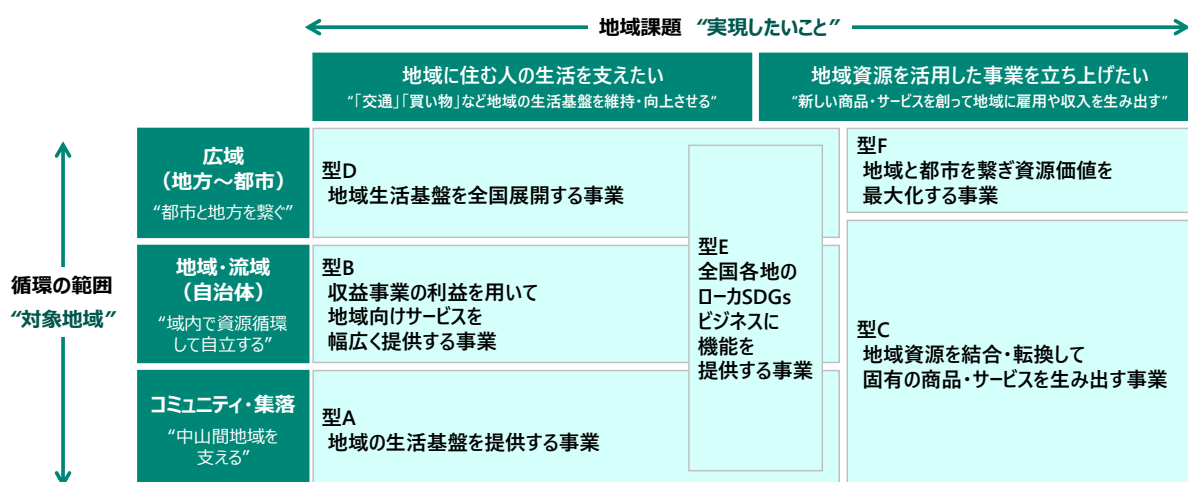 地域課題 “実現したいこと”
地域に住む人の生活を支えたい
“「交通」「買い物」など地域の生活基盤を維持・向上させる”
地域資源を活用した事業を立ち上げたい
“新しい商品・サービスを創って地域に雇用や収入を生み出す”
循環の範囲
“対象地域”
広域
（地方～都市）
“都市と地方を繋ぐ”
型D
地域生活基盤を全国展開する事業
型F
地域と都市を繋ぎ資源価値を
最大化する事業
地域・流域
（自治体）
“域内で資源循環
して自立する”
型B
収益事業の利益を用いて
地域向けサービスを
幅広く提供する事業
型E
全国各地の
ローカSDGs
ビジネスに
機能を
提供する事業
型C
地域資源を結合・転換して
固有の商品・サービスを生み出す事業
コミュニティ・集落
“中山間地域を
支える”
型A
地域の生活基盤を提供する事業